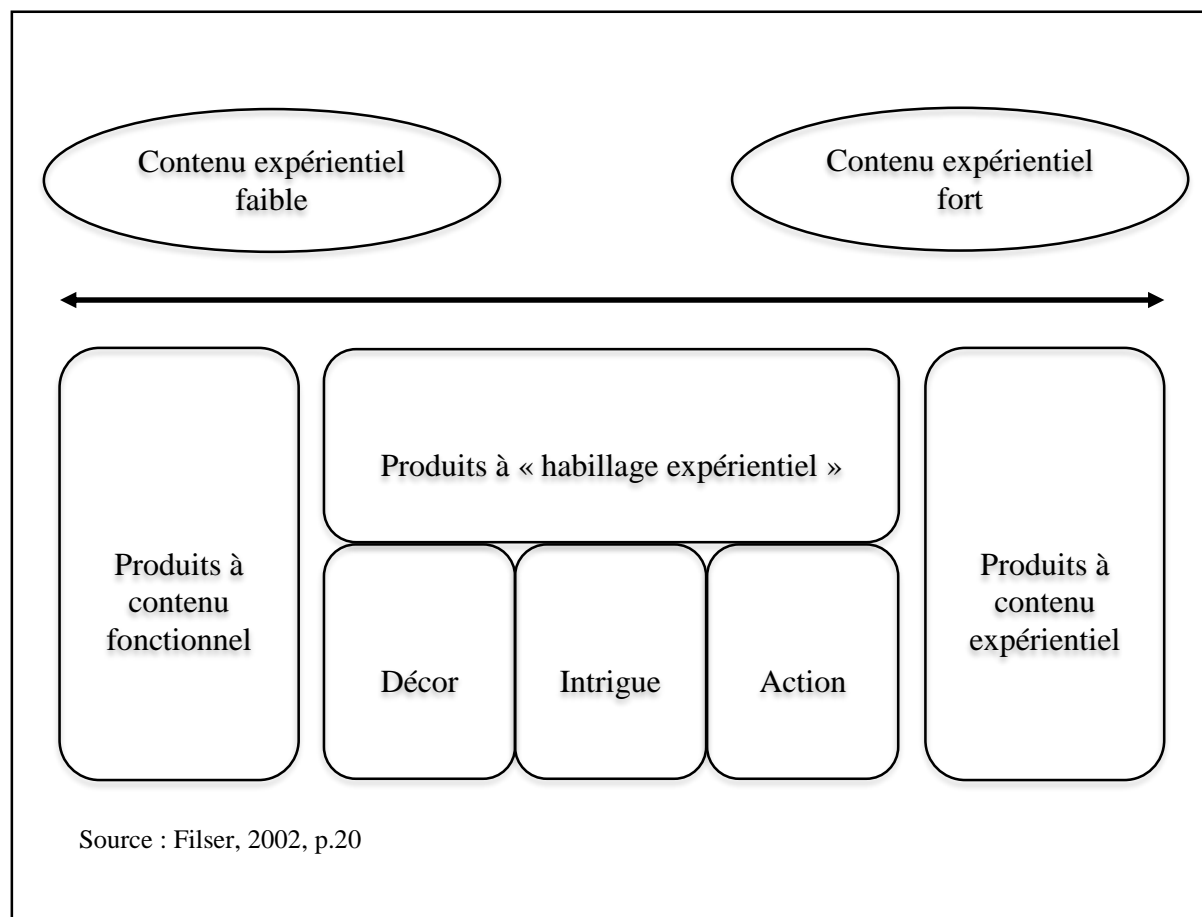 Contenu expérientiel
faible
Contenu expérientiel
fort
Produits à
contenu
fonctionnel
Produits à « habillage expérientiel »
Décor
Intrigue
Action
Produits à
contenu
expérientiel
Source : Filser, 2002, p.20